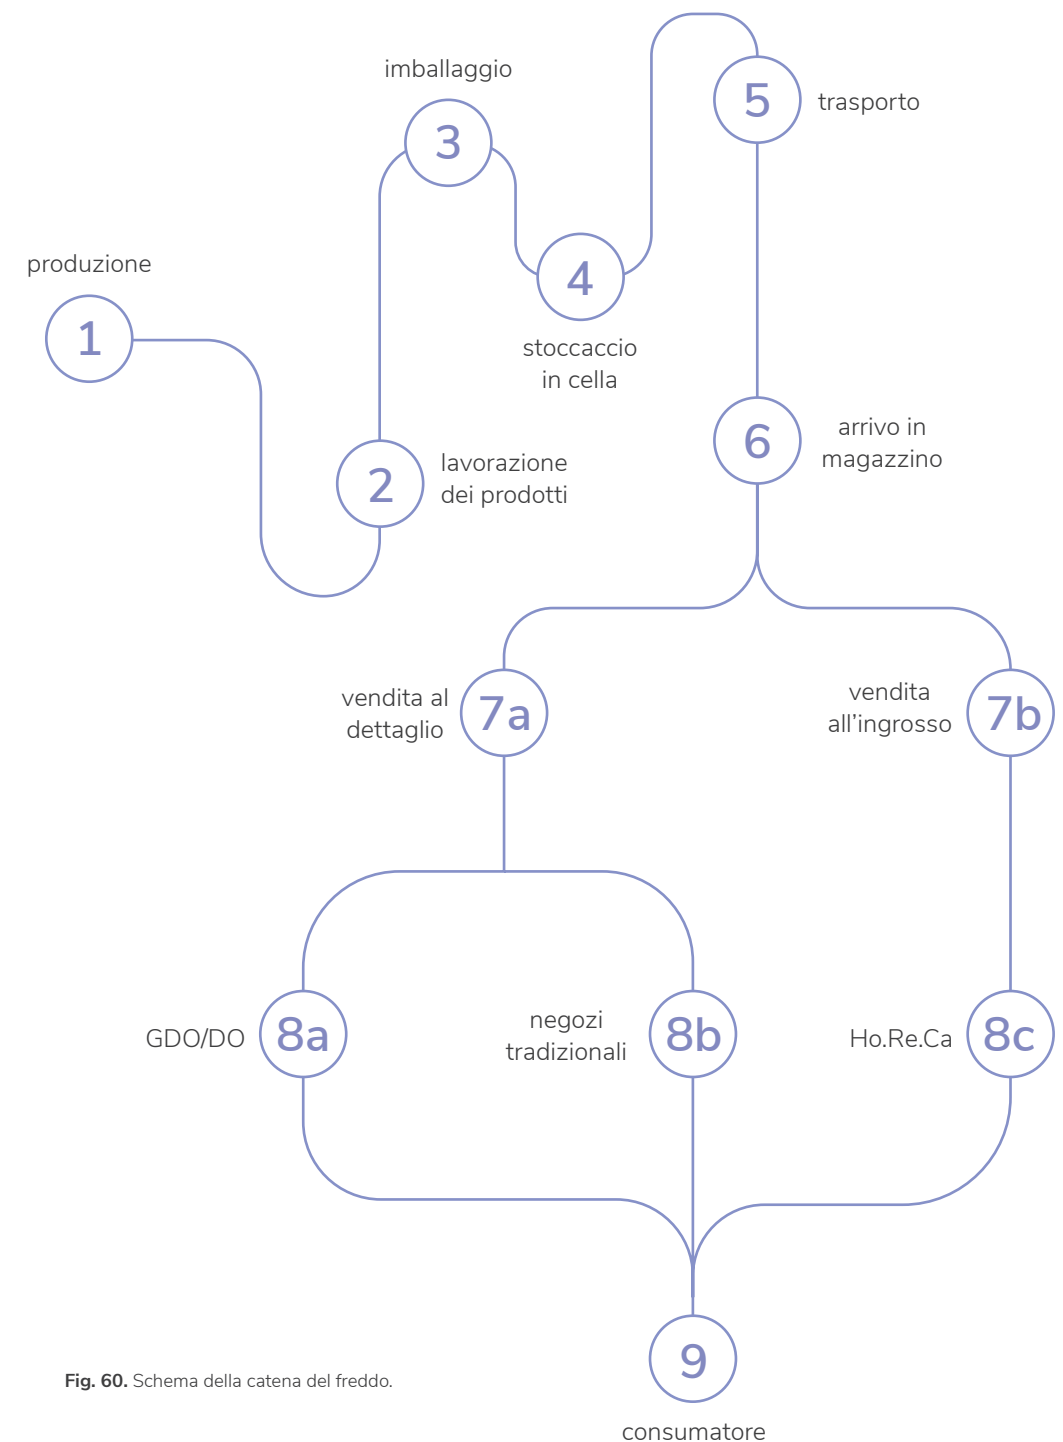 produzione
1
2
lavorazione
dei prodotti
imballaggio
3
4
stoccaccio
in cella
5
trasporto
6
arrivo in
magazzino
vendita al
dettaglio
7a
vendita
all'ingrosso
7b
GDO/DO
8a
negozi
tradizionali
8b
Ho.Re.Ca
8c
9
consumatore
Fig. 60. Schema della catena del freddo.